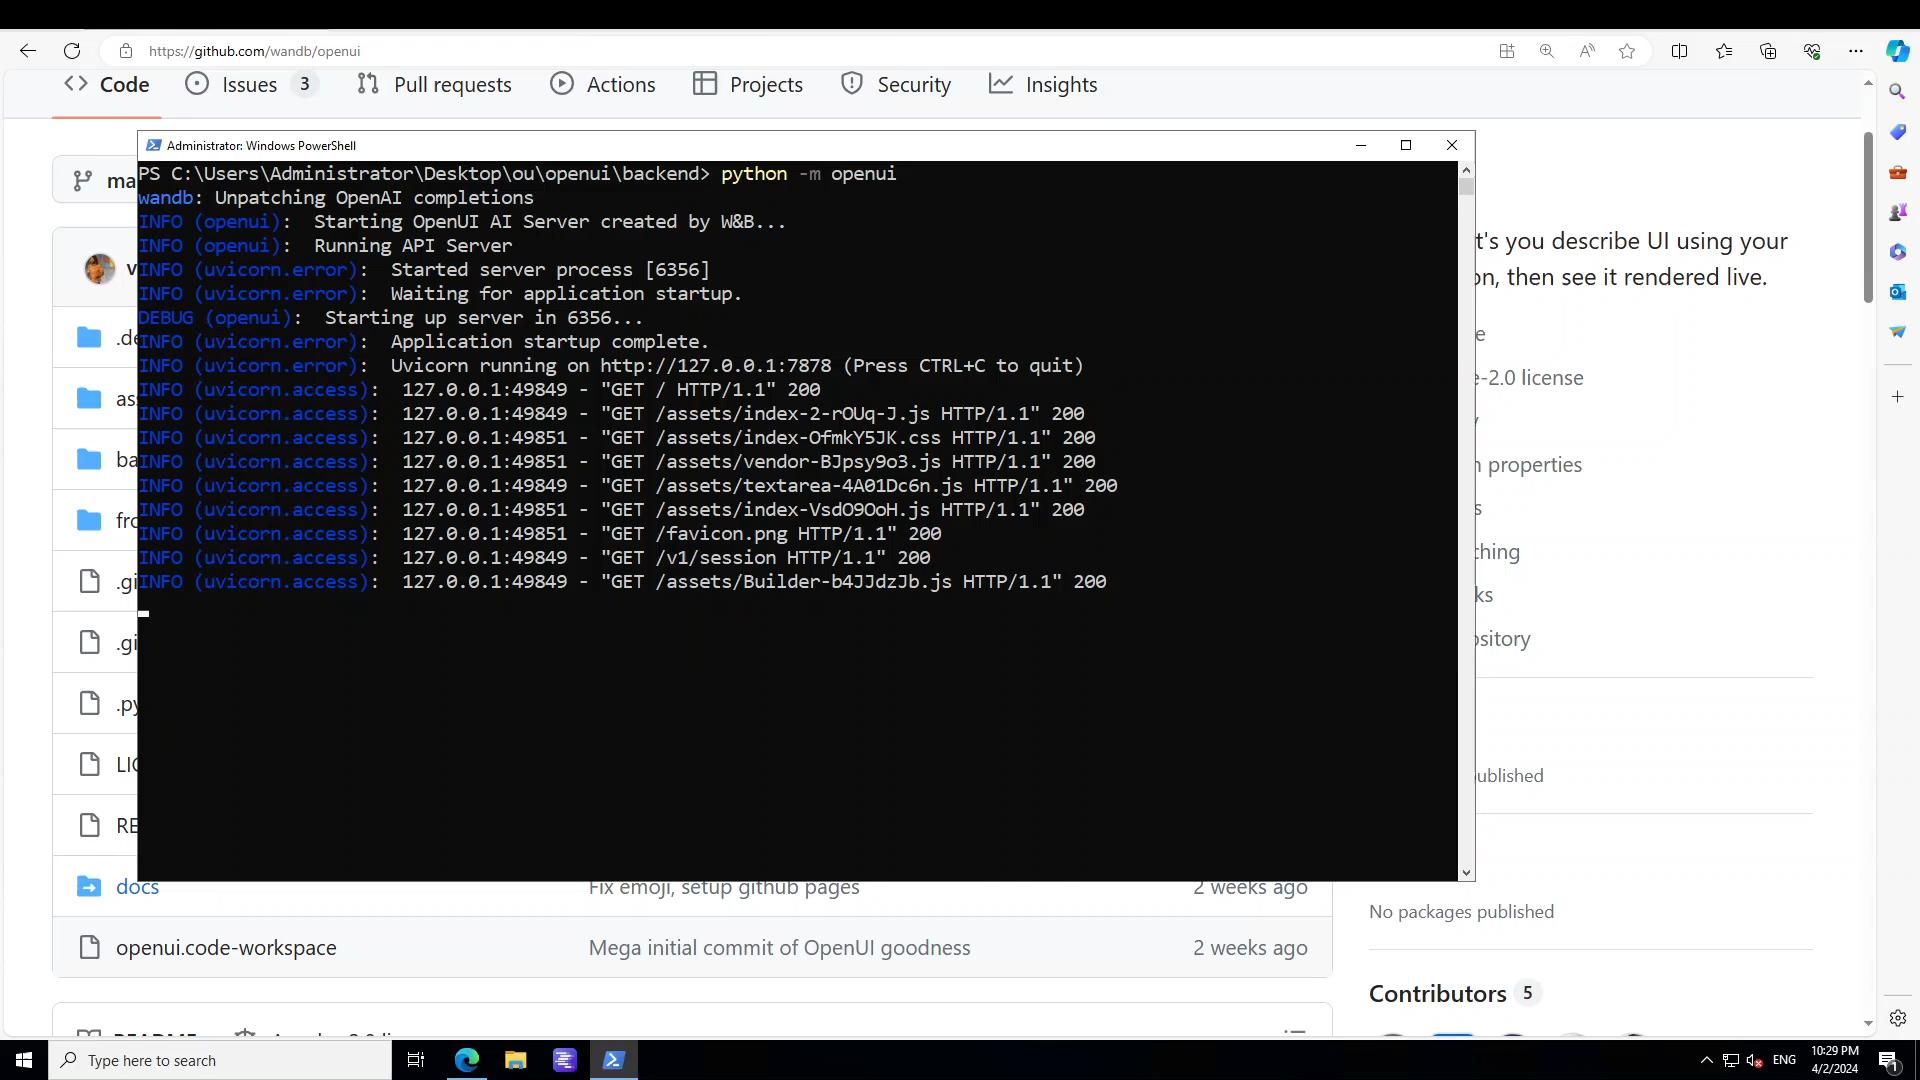 https://github.com/wandb/openui
Code
Issues 3
Pull requests
Actions
Projects
Security
Insights
Administrator: Windows PowerShell
PS C:\Users\Administrator\Desktop\ou\openui\backend> python -m openui
wandb: Unpatching OpenAI completions
INFO (openui):  Starting OpenUI AI Server created by W&B...
INFO (openui):  Running API Server
INFO (uvicorn.error):  Started server process [6356]
INFO (uvicorn.error):  Waiting for application startup.
DEBUG (openui):  Starting up server in 6356...
INFO (uvicorn.error):  Application startup complete.
INFO (uvicorn.error):  Uvicorn running on http://127.0.0.1:7878 (Press CTRL+C to quit)
INFO (uvicorn.access):  127.0.0.1:49849 - "GET / HTTP/1.1" 200
INFO (uvicorn.access):  127.0.0.1:49849 - "GET /assets/index-2-rOUq-J.js HTTP/1.1" 200
INFO (uvicorn.access):  127.0.0.1:49851 - "GET /assets/index-OfmkY5JK.css HTTP/1.1" 200
INFO (uvicorn.access):  127.0.0.1:49851 - "GET /assets/vendor-BJpsy9o3.js HTTP/1.1" 200
INFO (uvicorn.access):  127.0.0.1:49849 - "GET /assets/textarea-4A01Dc6n.js HTTP/1.1" 200
INFO (uvicorn.access):  127.0.0.1:49851 - "GET /assets/index-VsdO9OoH.js HTTP/1.1" 200
INFO (uvicorn.access):  127.0.0.1:49851 - "GET /favicon.png HTTP/1.1" 200
INFO (uvicorn.access):  127.0.0.1:49849 - "GET /v1/session HTTP/1.1" 200
INFO (uvicorn.access):  127.0.0.1:49849 - "GET /assets/Builder-b4JJdzJb.js HTTP/1.1" 200
ma
v
.de
as
ba
fro
.gi
.gi
.py
LIC
RE
docs Fix emoji, setup github pages 2 weeks ago
openui.code-workspace Mega initial commit of OpenUI goodness 2 weeks ago
t's you describe UI using your
on, then see it rendered live.
e
e-2.0 license
y
properties
s
ching
ks
ository
ublished
No packages published
Contributors 5
Type here to search
ENG
10:29 PM
4/2/2024
1